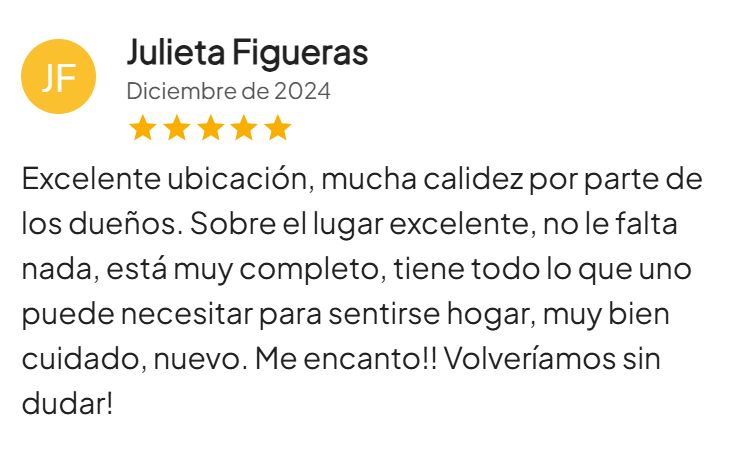 JF
Julieta Figueras
Diciembre de 2024
Excelente ubicación, mucha calidez por parte de
los dueños. Sobre el lugar excelente, no le falta
nada, está muy completo, tiene todo lo que uno
puede necesitar para sentirse hogar, muy bien
cuidado, nuevo. Me encanto!! Volveríamos sin
dudar!